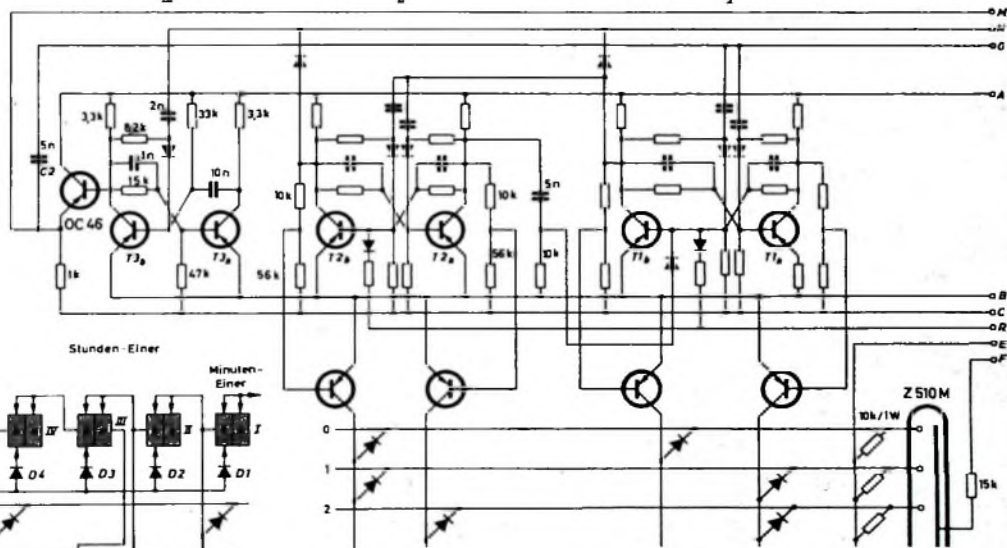 M
H
G
A
3,3k
2n
33k
3,3k
8,2k
5n
C2
1n
15k
10n
10k
10k
5n
OC 46
T3b
T3a
T2b
T2a
T1b
T1a
1k
47k
56k
56k
10k
B
C
R
E
F
Stunden-Einer
Minuten-
Einer
Z 510 M
10k/1W
IV
III
II
I
0
D4
D3
D2
D1
1
15k
2